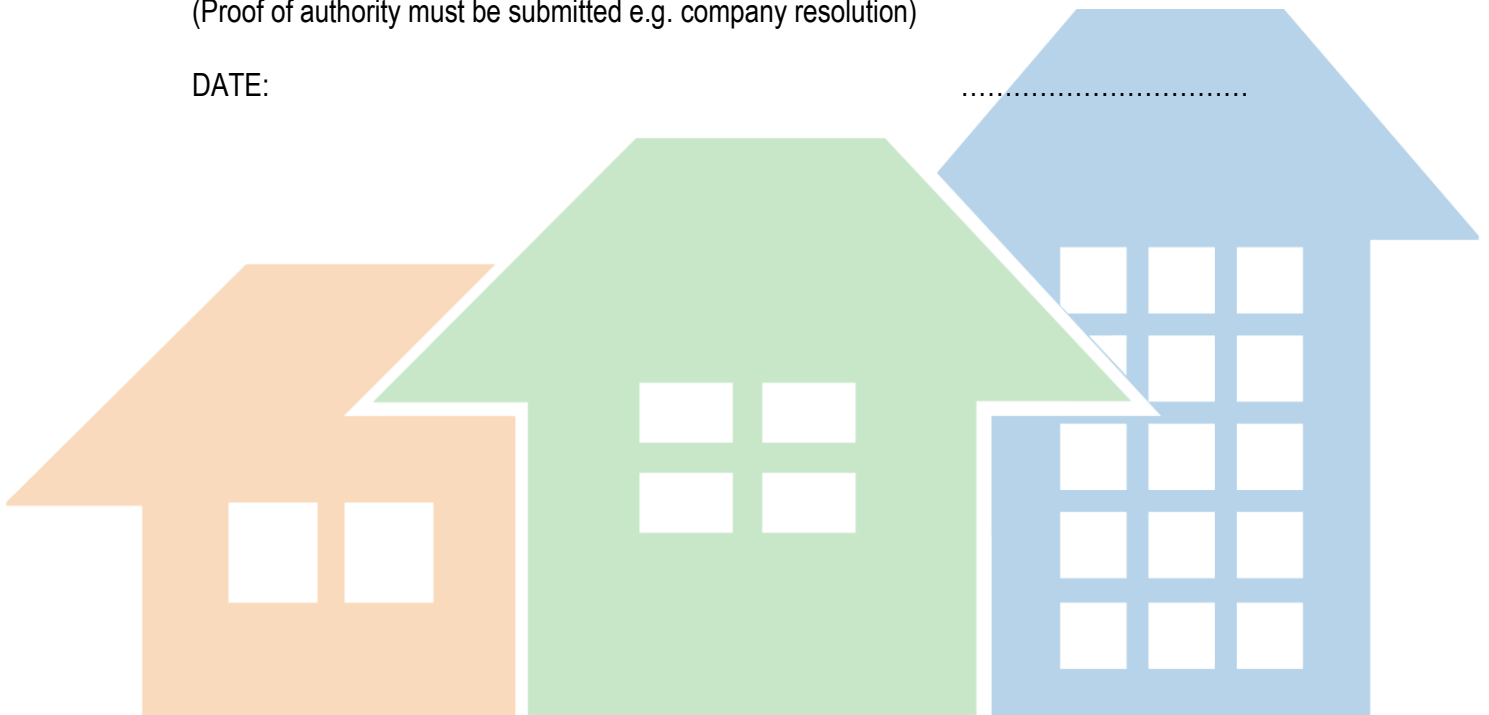 (Proof of authority must be submitted e.g. company resolution)
DATE: ……………………………